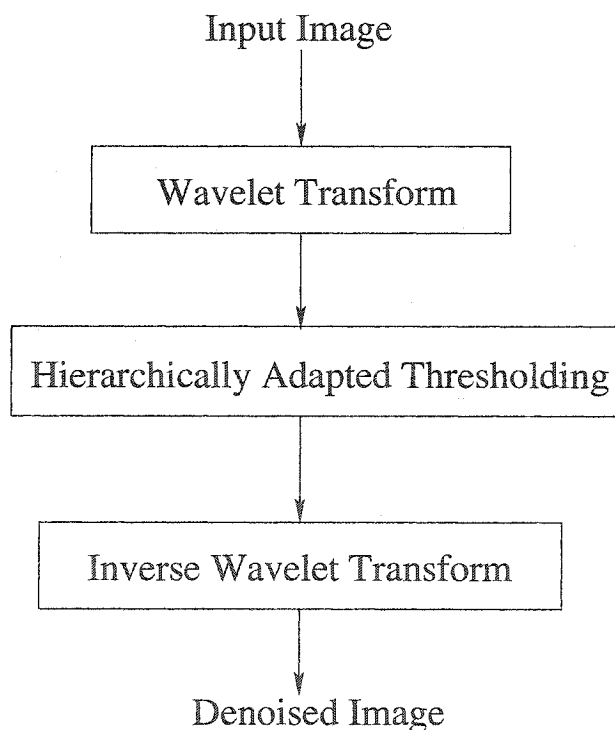 Input Image
Wavelet Transform
Hierarchically Adapted Thresholding
Inverse Wavelet Transform
Denoised Image